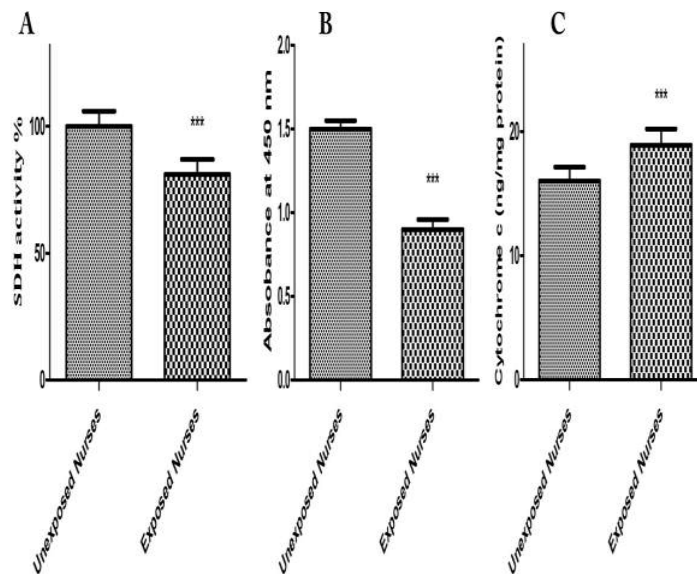 A
SDH activity %
100
50
0
***
Unexposed Nurses
Exposed Nurses
B
Absobance at 450 nm
2.0
1.5
1.0
0.5
0.0
***
Unexposed Nurses
Exposed Nurses
C
Cytochrome c (ng/mg protein)
20
10
0
***
Unexposed Nurses
Exposed Nurses